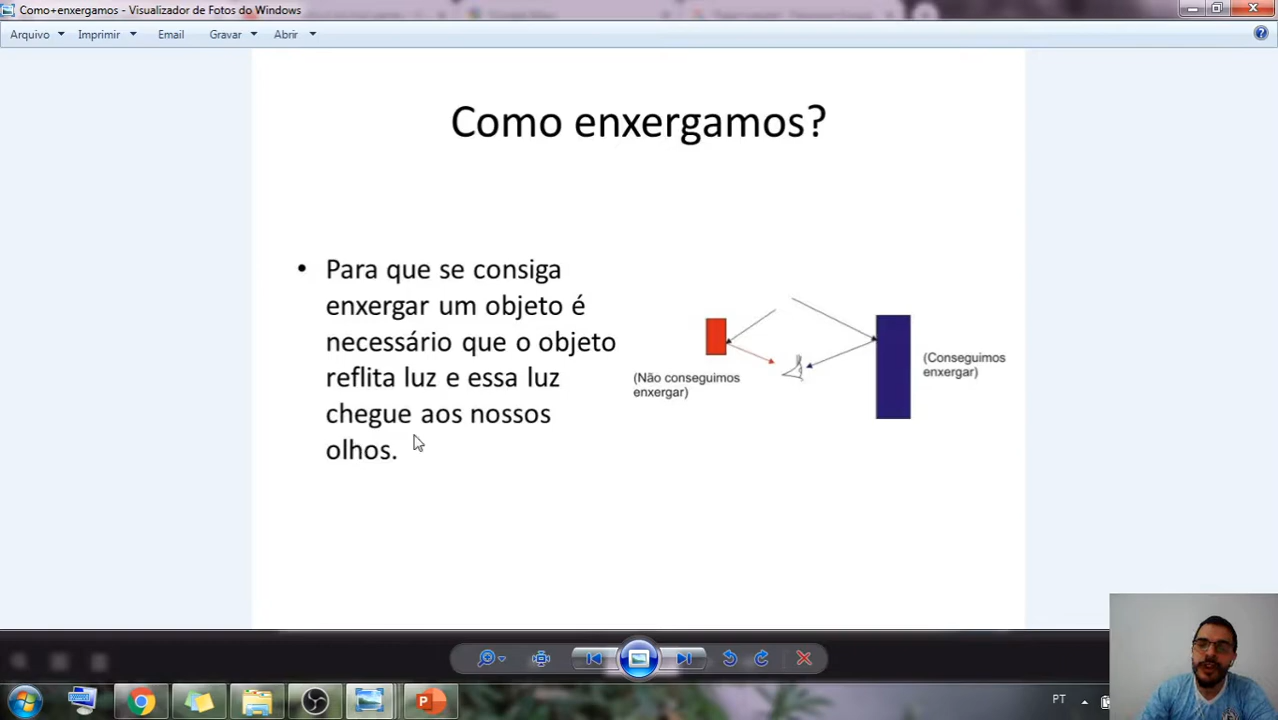 Como+enxergamos - Visualizador de Fotos do Windows
Arquivo Imprimir Email Gravar Abrir
Como enxergamos?
• Para que se consiga
enxergar um objeto é
necessário que o objeto
reflita luz e essa luz
chegue aos nossos
olhos.
(Não conseguimos
enxergar)
(Conseguimos
enxergar)
PT